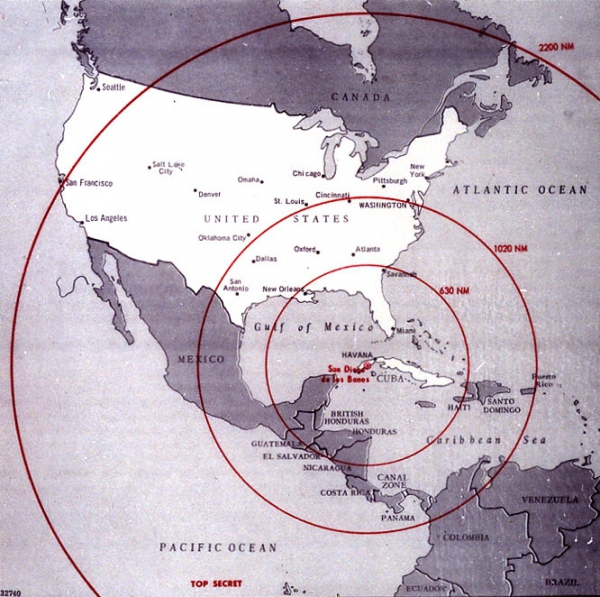 2200 NM
CANADA
Seattle
Salt Lake
City
Omaha
Chicago
New
York
San Francisco
Denver
Pittsburgh
ATLANTIC OCEAN
St. Louis
Cincinnati
WASHINGTON
Los Angeles
UNITED STATES
Oklahoma City
Oxford
Atlanta
1020 NM
Dallas
Savannah
San
Antonio
New Orleans
630 NM
Gulf of Mexico
Miami
MEXICO
HAVANA
San Diego
de los Banos
CUBA
Puerto
Rico
HAITI
SANTO
DOMINGO
BRITISH
HONDURAS
HONDURAS
GUATEMALA
Caribbean Sea
EL SALVADOR
NICARAGUA
CANAL
ZONE
COSTA RICA
VENEZUELA
PANAMA
COLOMBIA
PACIFIC OCEAN
TOP SECRET
ECUADOR
BRAZIL
32740